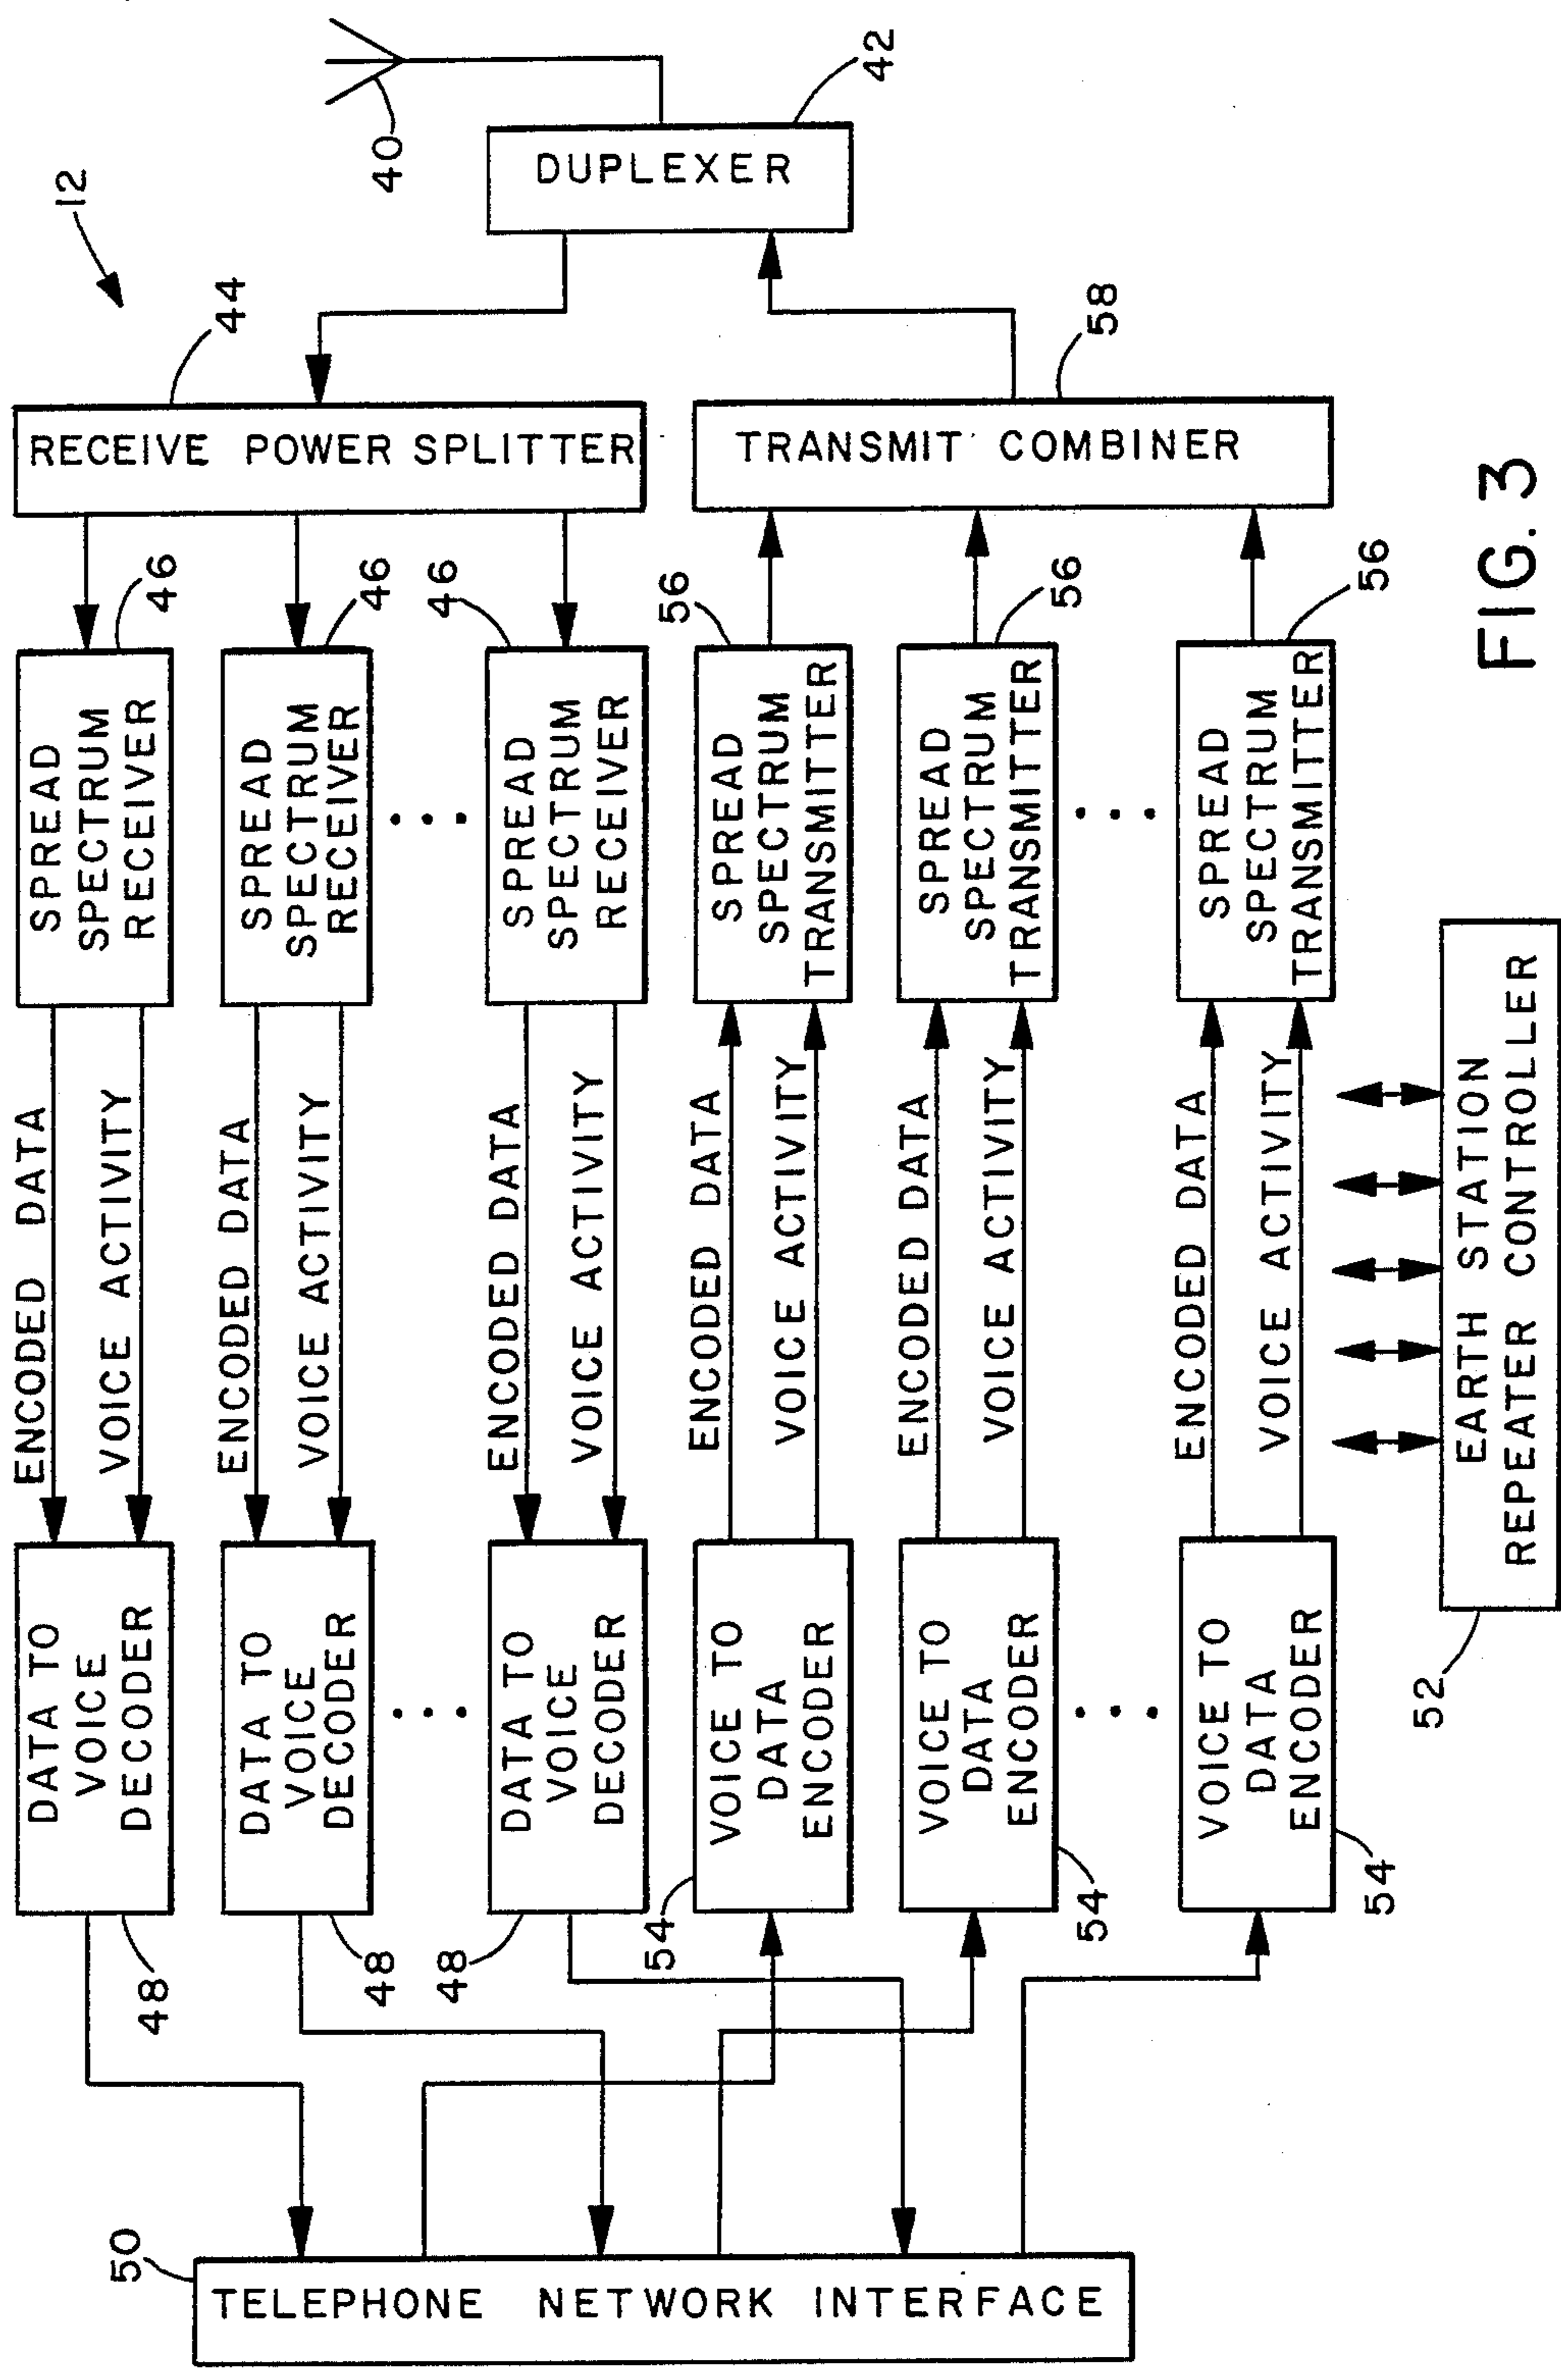 12
40
42
DUPLEXER
44
RECEIVE POWER SPLITTER
58
TRANSMIT COMBINER
46
SPREAD
SPECTRUM
RECEIVER
46
SPREAD
SPECTRUM
RECEIVER
46
SPREAD
SPECTRUM
RECEIVER
56
SPREAD
SPECTRUM
TRANSMITTER
56
SPREAD
SPECTRUM
TRANSMITTER
56
SPREAD
SPECTRUM
TRANSMITTER
ENCODED DATA
VOICE ACTIVITY
ENCODED DATA
VOICE ACTIVITY
ENCODED DATA
VOICE ACTIVITY
ENCODED DATA
VOICE ACTIVITY
ENCODED DATA
VOICE ACTIVITY
ENCODED DATA
VOICE ACTIVITY
DATA TO
VOICE
DECODER
48
DATA TO
VOICE
DECODER
48
DATA TO
VOICE
DECODER
48
VOICE TO
DATA
ENCODER
54
VOICE TO
DATA
ENCODER
54
VOICE TO
DATA
ENCODER
54
EARTH STATION
REPEATER CONTROLLER
52
50
TELEPHONE NETWORK INTERFACE
FIG. 3